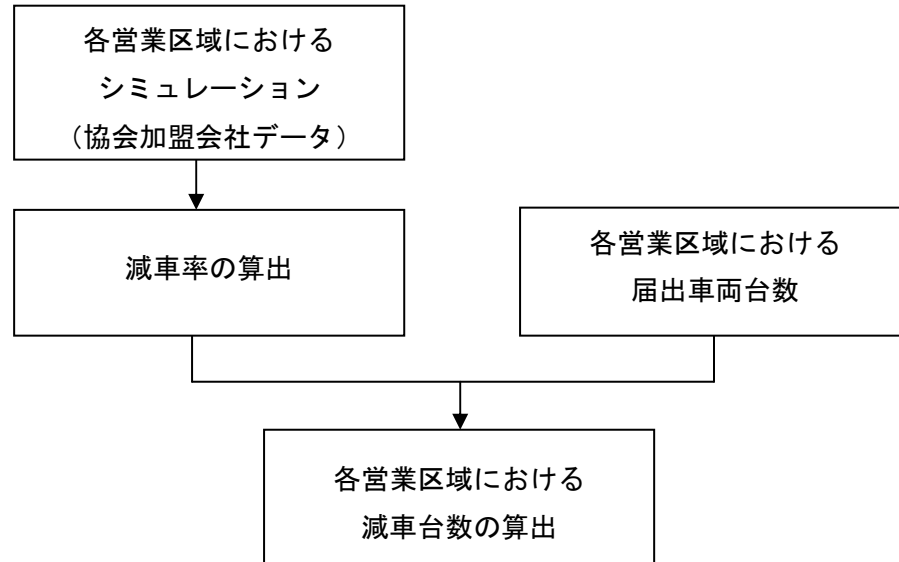 各営業区域における
シミュレーション
（協会加盟会社データ）
減車率の算出
各営業区域における
届出車両台数
各営業区域における
減車台数の算出